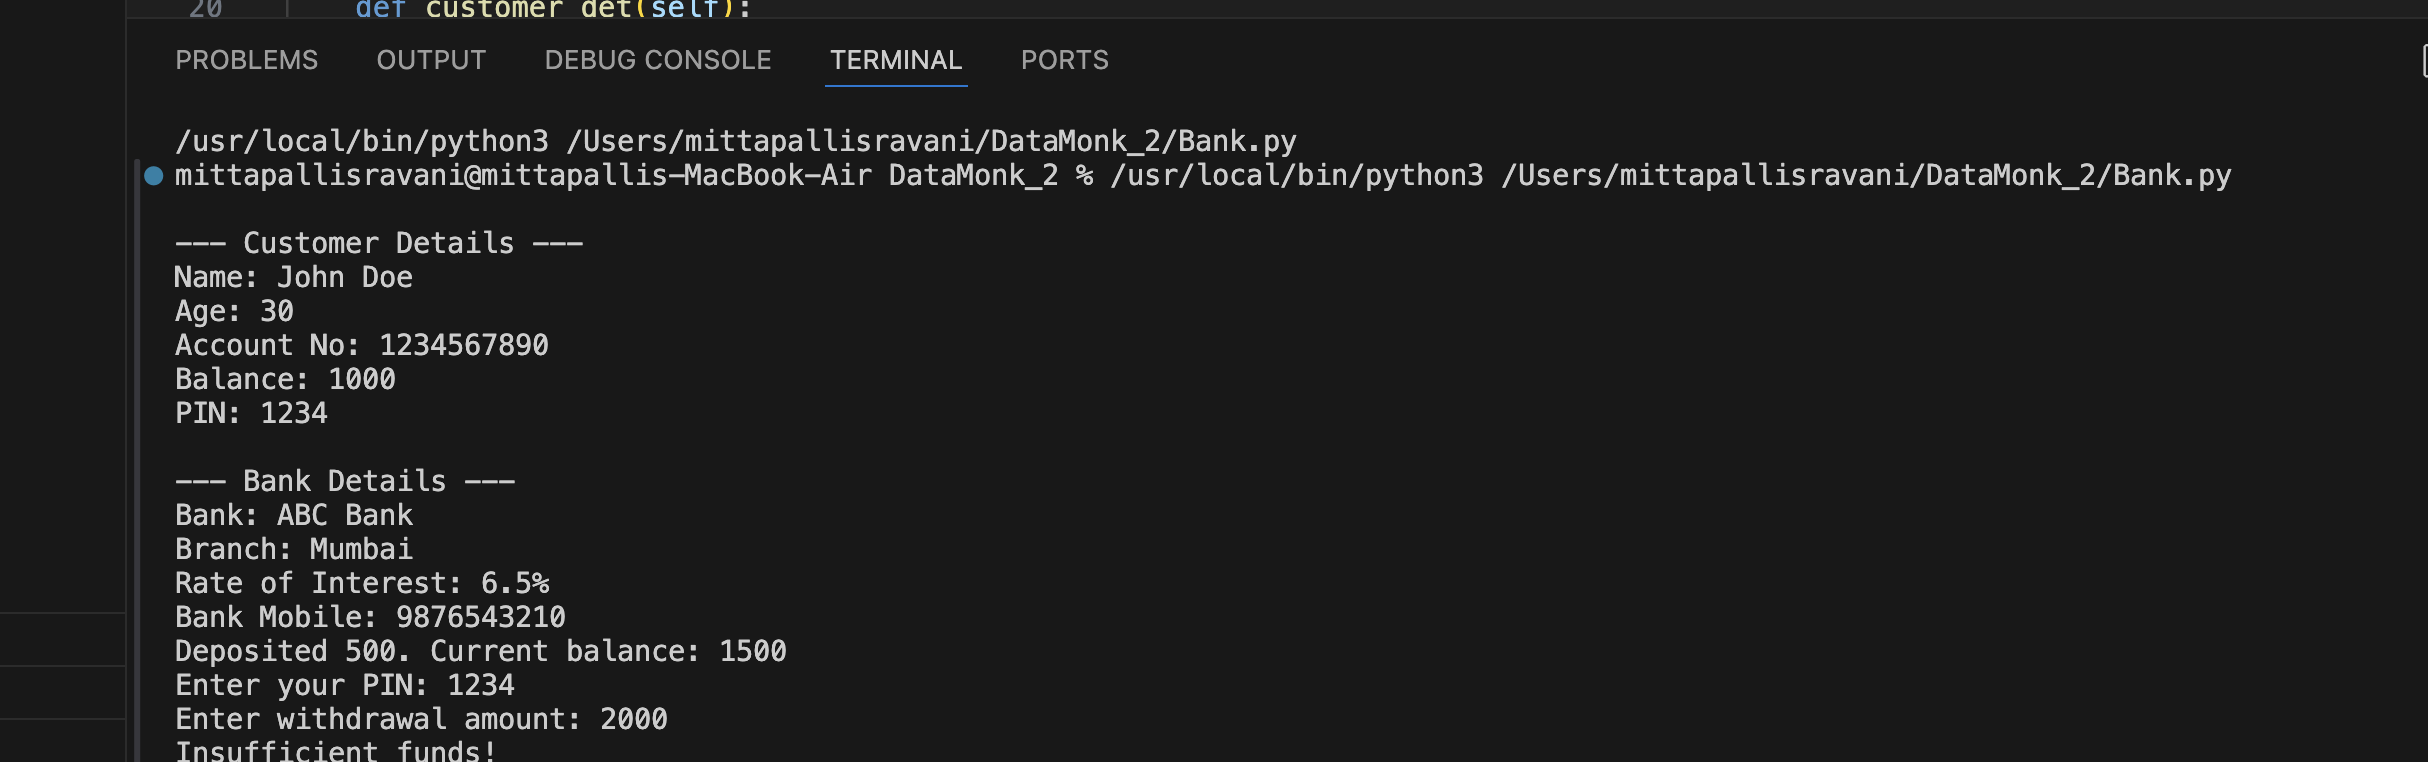 20 def customer_det(self):
PROBLEMS OUTPUT DEBUG CONSOLE TERMINAL PORTS
/usr/local/bin/python3 /Users/mittapallisravani/DataMonk_2/Bank.py
mittapallisravani@mittapallis-MacBook-Air DataMonk_2 % /usr/local/bin/python3 /Users/mittapallisravani/DataMonk_2/Bank.py
--- Customer Details ---
Name: John Doe
Age: 30
Account No: 1234567890
Balance: 1000
PIN: 1234
--- Bank Details ---
Bank: ABC Bank
Branch: Mumbai
Rate of Interest: 6.5%
Bank Mobile: 9876543210
Deposited 500. Current balance: 1500
Enter your PIN: 1234
Enter withdrawal amount: 2000
Insufficient funds!